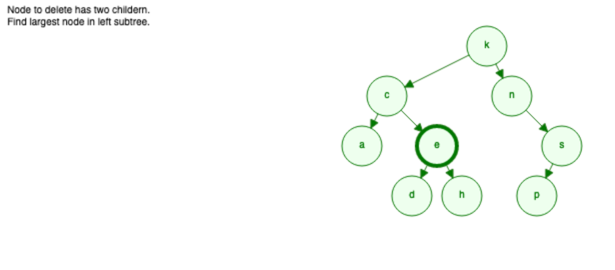 Node to delete has two childern.
Find largest node in left subtree.
k
c
n
a
e
s
d
h
p